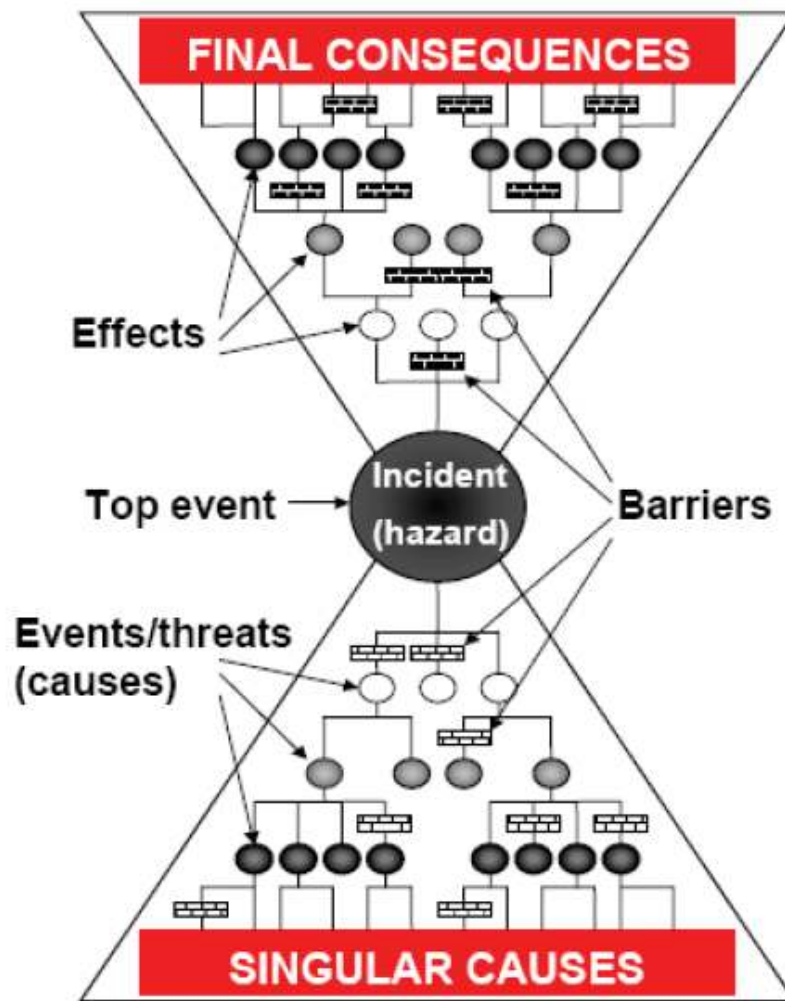 FINAL CONSEQUENCES
Effects
Top event
Incident
(hazard)
Barriers
Events/threats
(causes)
SINGULAR CAUSES